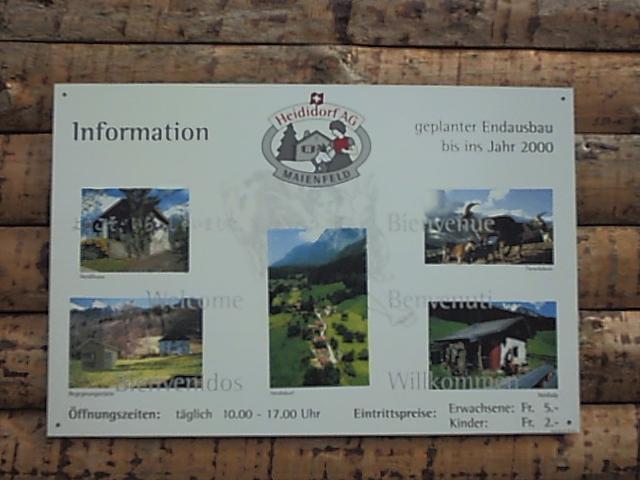 Heididorf AG
MAIENFELD
Information
geplanter Endausbau
bis ins Jahr 2000
Bienvenue
Welcome
Benvenuti
Bienvenidos
Willkommen
Heididorf
Öffnungszeiten: täglich 10.00 - 17.00 Uhr
Eintrittspreise: Erwachsene: Fr. 5.-
Kinder: Fr. 2.-